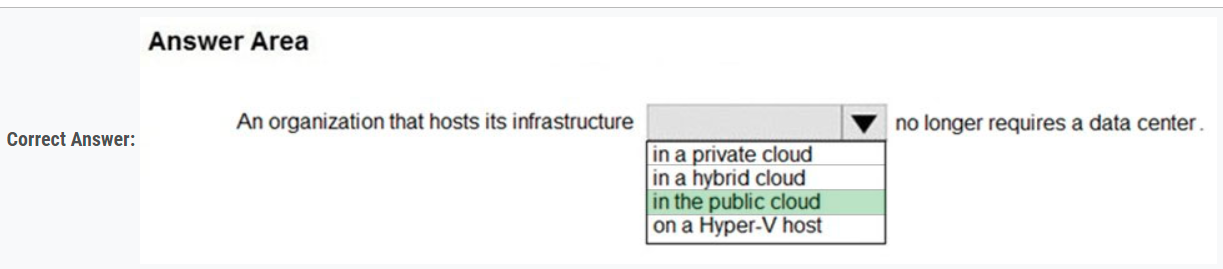 Answer Area
Correct Answer:
An organization that hosts its infrastructure no longer requires a data center.
in a private cloud
in a hybrid cloud
in the public cloud
on a Hyper-V host